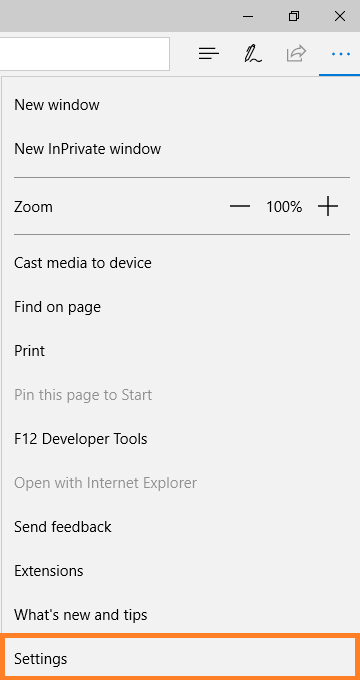 New window
New InPrivate window
Zoom 100%
Cast media to device
Find on page
Print
Pin this page to Start
F12 Developer Tools
Open with Internet Explorer
Send feedback
Extensions
What's new and tips
Settings